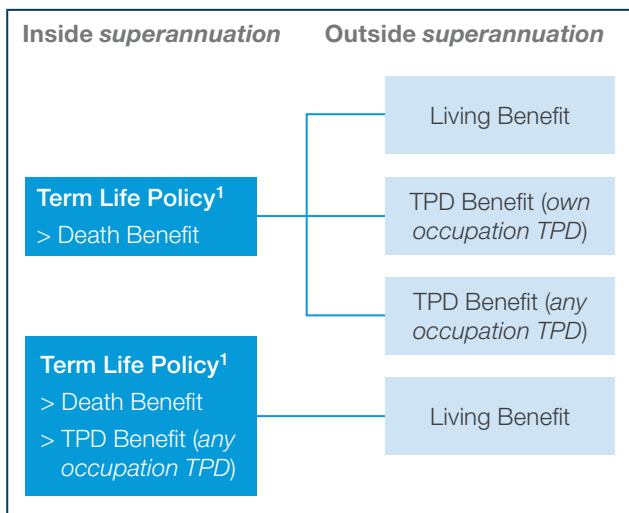 Inside superannuation
Outside superannuation
Term Life Policy¹
> Death Benefit
Living Benefit
TPD Benefit (own
occupation TPD)
TPD Benefit (any
occupation TPD)
Term Life Policy¹
> Death Benefit
> TPD Benefit (any
occupation TPD)
Living Benefit